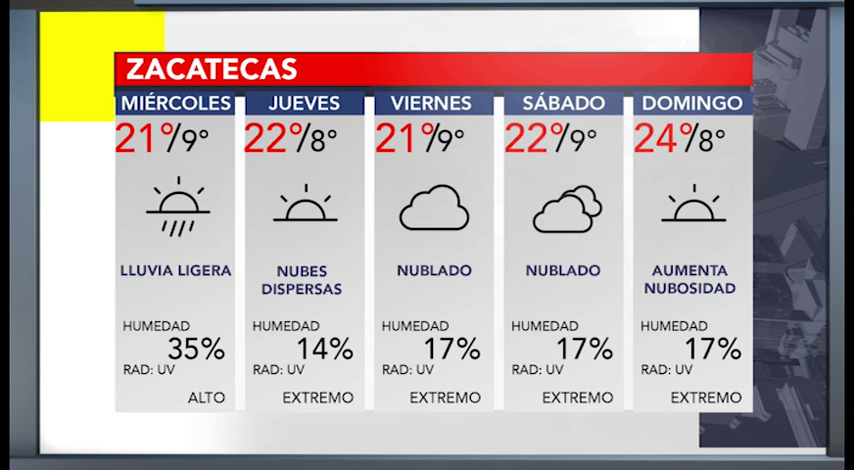 ZACATECAS
MIÉRCOLES
21°/9°
LLUVIA LIGERA
HUMEDAD
35%
RAD: UV
ALTO
JUEVES
22°/8°
NUBES
DISPERSAS
HUMEDAD
14%
RAD: UV
EXTREMO
VIERNES
21°/9°
NUBLADO
HUMEDAD
17%
RAD: UV
EXTREMO
SÁBADO
22°/9°
NUBLADO
HUMEDAD
17%
RAD: UV
EXTREMO
DOMINGO
24°/8°
AUMENTA
NUBOSIDAD
HUMEDAD
17%
RAD: UV
EXTREMO